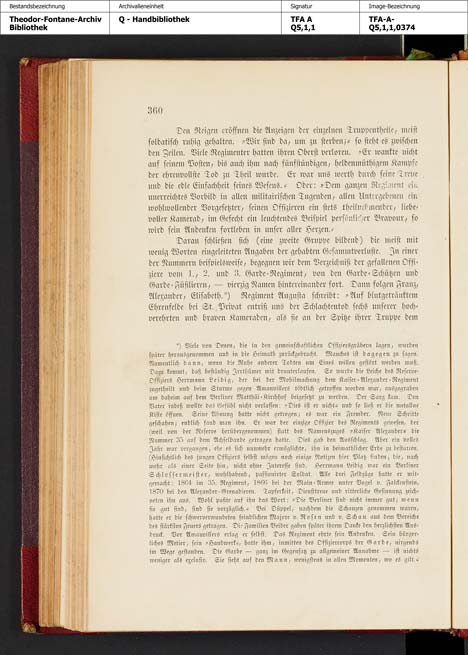 Bestandsbezeichnung
Archivalieneinheit
Signatur
Image-Bezeichnung
Theodor-Fontane-Archiv
Bibliothek
Q - Handbibliothek
TFA A
Q5,1,1
TFA-A-
Q5,1,1,0374
360
Den Reigen eröffnen die Anzeigen der einzelnen Truppentheile, meist
soldatisch ruhig gehalten. »Wir sind da, um zu sterben;« so steht es zwischen
den Zeilen. Viele Regimenter hatten ihren Oberst verloren. »Er wankte nicht
auf seinem Posten, bis auch ihm nach fünfstündigem, heldenmüthigem Kampfe
der ehrenvollste Tod zu Theil wurde. Er war uns werth durch seine Treue
und die edle Einfachheit seines Wesens.« Oder: »Dem ganzen Regiment ein
unerreichtes Vorbild in allen militairischen Tugenden, allen Untergebenen ein
wohlwollender Vorgesetzter, seinen Offizieren ein stets theilnehmender, liebe-
voller Kamerad, im Gefecht ein leuchtendes Beispiel persönlicher Bravour, so
wird sein Andenken fortleben in unser aller Herzen.«
Daran schließen sich (eine zweite Gruppe bildend) die meist mit
wenig Worten eingeleiteten Angaben der gehabten Gesammtverluste. In einer
der Nummern beispielsweise, begegnen wir dem Verzeichniß der gefallenen Offi-
ziere vom 1., 2. und 3. Garde-Regiment, von den Garde-Schützen und
Garde-Füsilieren, — vierzig Namen hintereinander fort. Dann folgen Franz,
Alexander, Elisabeth.*) Regiment Augusta schreibt: »Auf blutgetränktem
Ehrenfelde bei St. Privat entriß uns der Schlachtentod sechs unserer hoch-
verehrten und braven Kameraden, als sie an der Spitze ihrer Truppe dem
*) Viele von Denen, die in den gemeinschaftlichen Offiziersgräbern lagen, wurden
später herausgenommen und in die Heimath zurückgebracht. Manches ist dagegen zu sagen.
Namentlich dann, wenn die Ruhe anderer Todten um Eines willen gestört werden muß.
Dazu kommt, daß beständig Irrthümer mit drunterlaufen. Er wurde die Leiche des Reserve-
Offiziers Herrmann Leidig, der bei der Mobilmachung dem Kaiser-Alexander-Regiment
zugetheilt und beim Sturme gegen Amanvillers tödtlich getroffen worden war, ausgegraben
um daheim auf dem Berliner Matthäi-Kirchhof beigesetzt zu werden. Der Sarg kam. Den
Vater indeß wollte das Gefühl nicht verlassen: »Dies ist er nicht« und so ließ er die metallne
Kiste öffnen. Seine Ahnung hatte nicht getrogen; es war ein Fremder. Neue Schritte
geschahen; endlich fand man ihn. Er war der einzige Offizier des Regiments gewesen, der
(weil von der Reserve herübergenommen) statt des Namenszuges »Kaiser Alexander« die
Nummer 35 auf dem Achselbande getragen hatte. Dies gab den Ausschlag. Aber ein volles
Jahr war vergangen, ehe es sich nunmehr ermöglichte, ihn in heimathlicher Erde zu bestatten.
(Hinsichtlich des jungen Offiziers selbst mögen noch einige Notizen hier Platz finden, die, nach
mehr als einer Seite hin, nicht ohne Interesse sind. Herrmann Leidig war ein Berliner
Schlossermeister, wohlhabend, passionirter Soldat. Alle drei Feldzüge hatte er mit-
gemacht: 1864 im 35. Regiment, 1866 bei der Main-Armee unter Vogel v. Falckenstein,
1870 bei den Alexander-Grenadieren. Tapferkeit, Diensttreue und ritterliche Gesinnung zeich-
neten ihn aus. Wohl paßte auf ihn das Wort: »Die Berliner sind nicht immer gut; wenn
sie gut sind, sind sie vorzüglich.« Bei Düppel, nachdem die Schanzen genommen waren,
hatte er die schwerverwundeten feindlichen Majore v. Rosen und v. Schau aus dem Bereich
des stärksten Feuers getragen. Die Familien Beider gaben später ihrem Danke den herzlichsten Aus-
druck. Vor Amanvillers erlag er selbst. Das Regiment ehrte sein Andenken. Sein bürger-
liches Metier, sein »Handwerk«, hatte ihm, inmitten des Offiziercorps der Garde, nirgends
im Wege gestanden. Die Garde — ganz im Gegensatz zu allgemeiner Annahme — ist nichts
weniger als exclusiv. Sie sieht auf den Mann, wenigstens in allen Momenten, wo es gilt.«